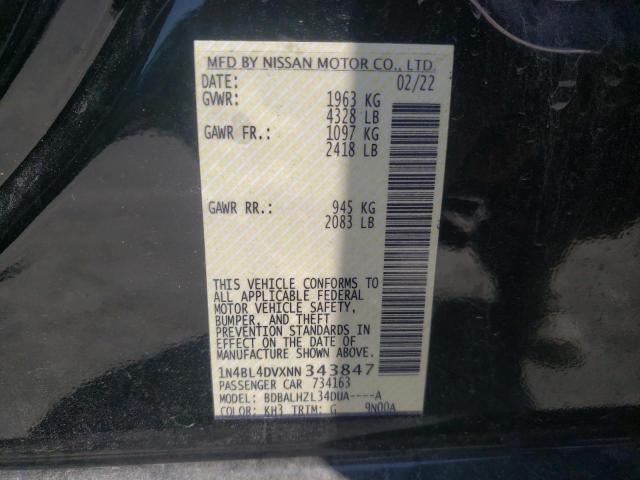 MFD BY NISSAN MOTOR CO., LTD.
DATE: 02/22
GVWR: 1963 KG
4328 LB
GAWR FR.: 1097 KG
2418 LB
GAWR RR.: 945 KG
2083 LB
THIS VEHICLE CONFORMS TO
ALL APPLICABLE FEDERAL
MOTOR VEHICLE SAFETY,
BUMPER, AND THEFT
PREVENTION STANDARDS IN
EFFECT ON THE DATE OF
MANUFACTURE SHOWN ABOVE.
1N4BL4DVXNN343847
PASSENGER CAR 734163
MODEL: BDBALHZL34DUA----A
COLOR: KH3 TRIM: G 9N00A